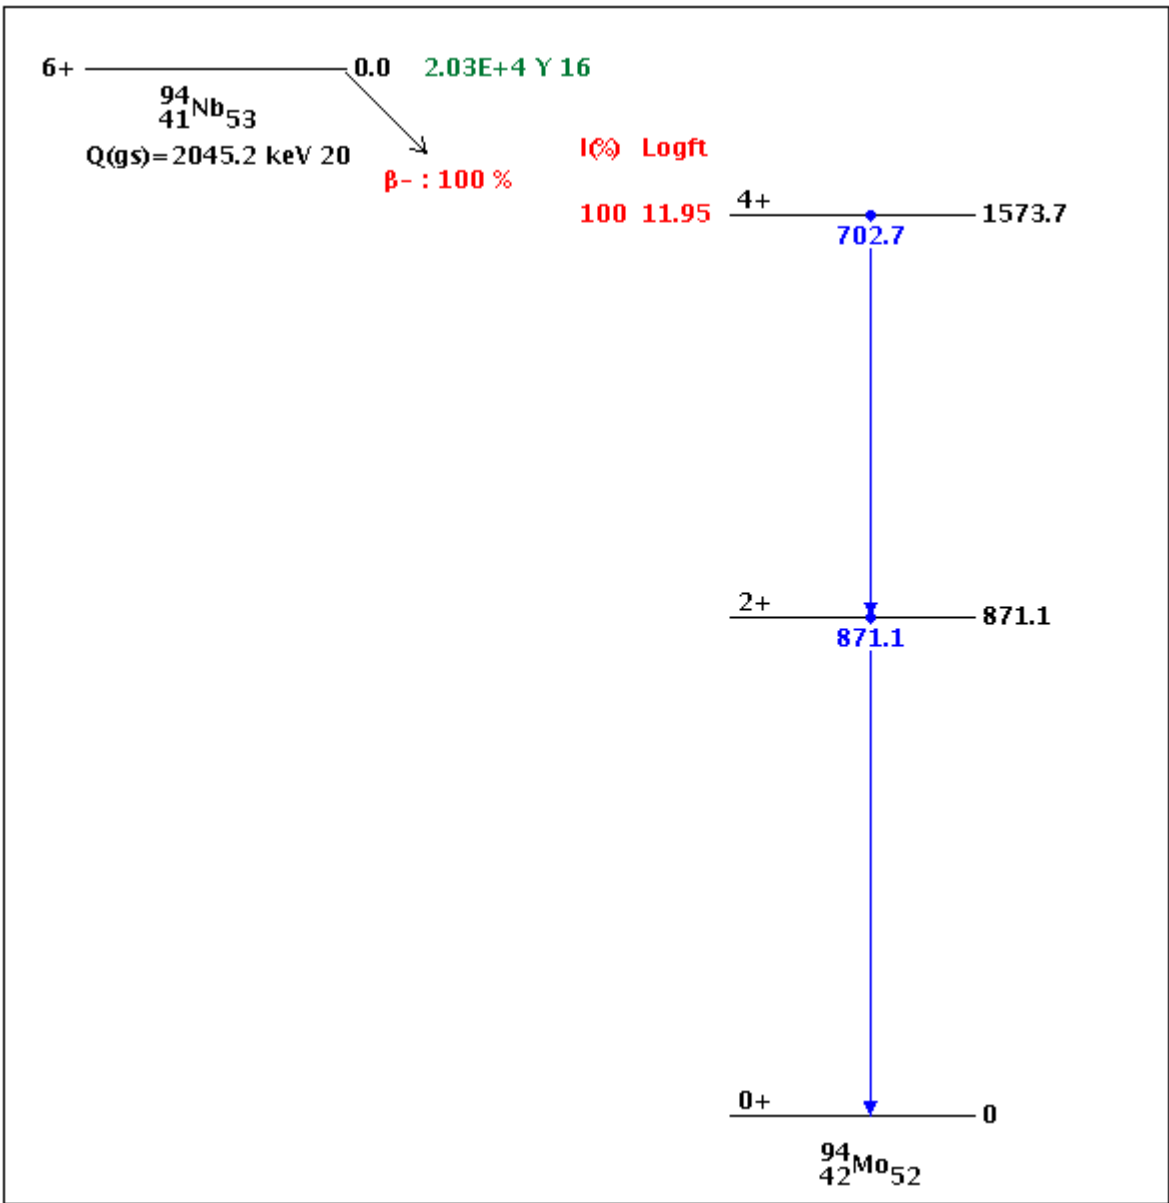 6+ 0.0 2.03E+4 Y 16
94
41Nb53
Q(gs)=2045.2 keV 20
β- : 100 %
I(%) Logft
100 11.95 4+ 1573.7
702.7
2+ 871.1
871.1
0+ 0
94
42Mo52